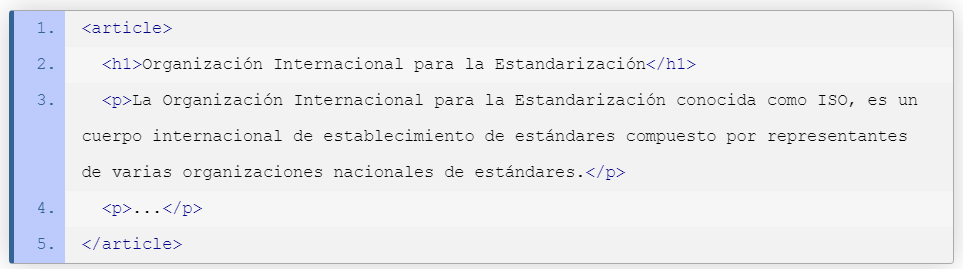 1. <article>
2. <h1>Organización Internacional para la Estandarización</h1>
3. <p>La Organización Internacional para la Estandarización conocida como ISO, es un
cuerpo internacional de establecimiento de estándares compuesto por representantes
de varias organizaciones nacionales de estándares.</p>
4. <p>...</p>
5. </article>